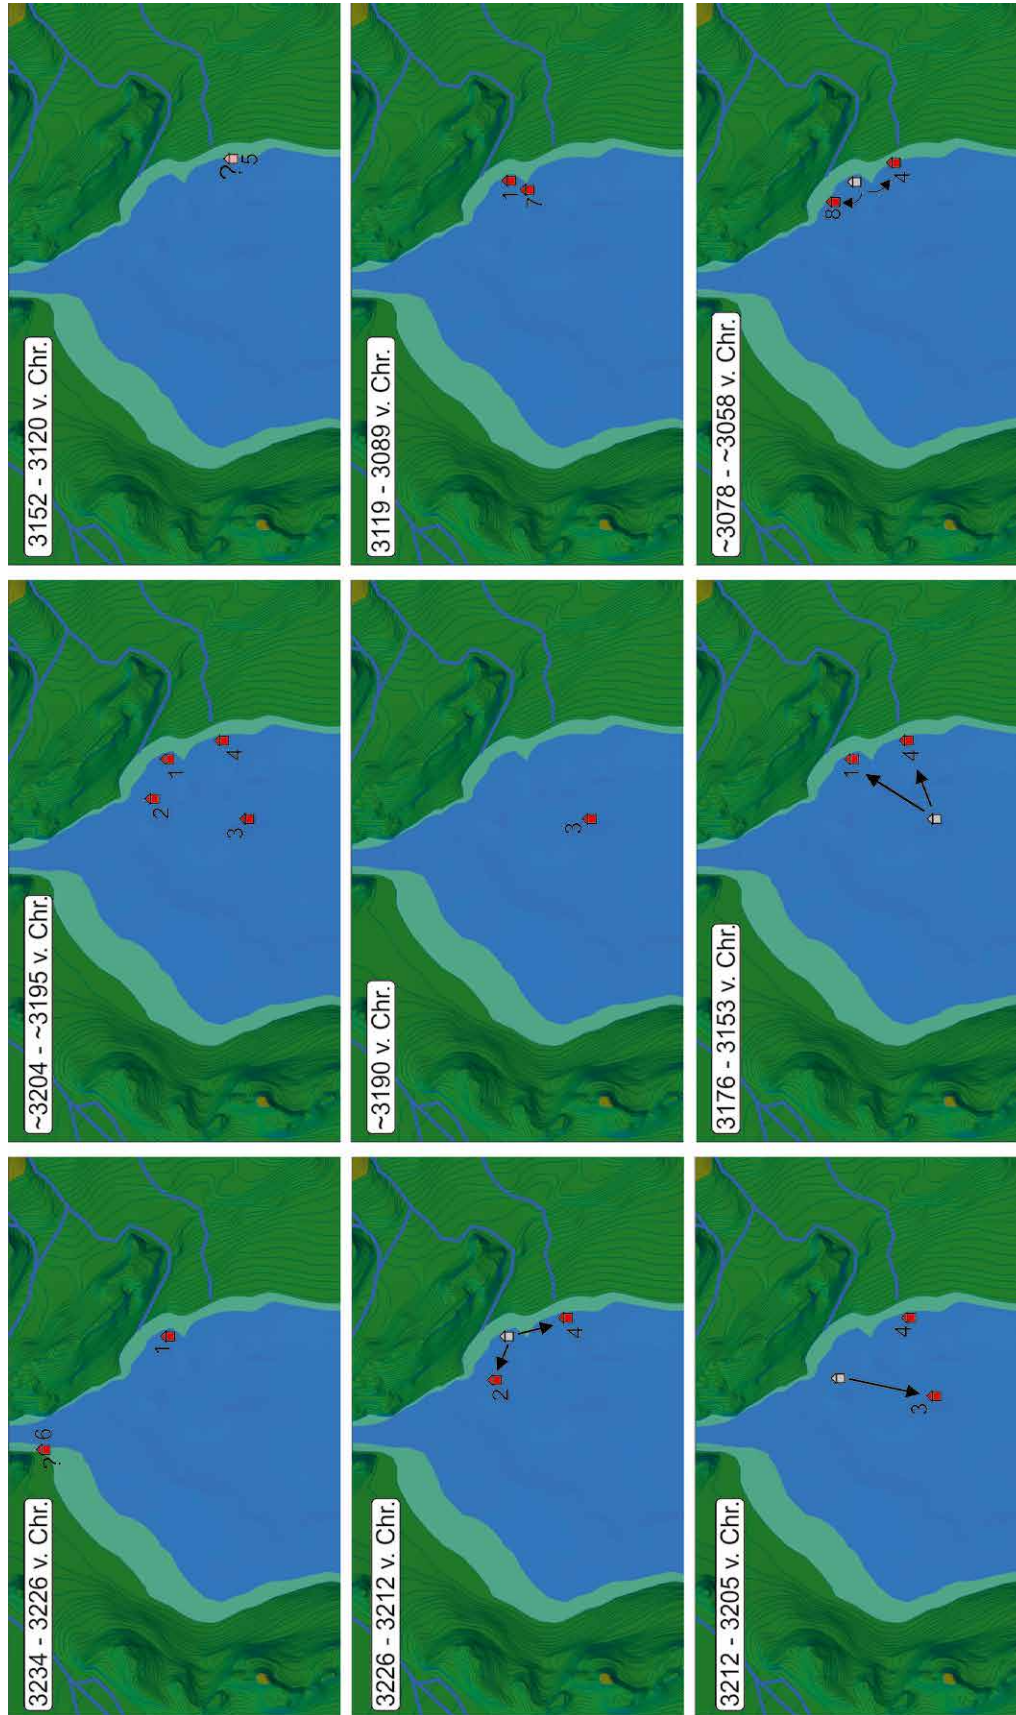 3234 - 3226 v. Chr.
? 6
1
3226 - 3212 v. Chr.
2
4
3212 - 3205 v. Chr.
4
3
~3204 - ~3195 v. Chr.
2
1
4
3
~3190 v. Chr.
3
3176 - 3153 v. Chr.
1
4
3152 - 3120 v. Chr.
?
5
3119 - 3089 v. Chr.
1
7
~3078 - ~3058 v. Chr.
8
4